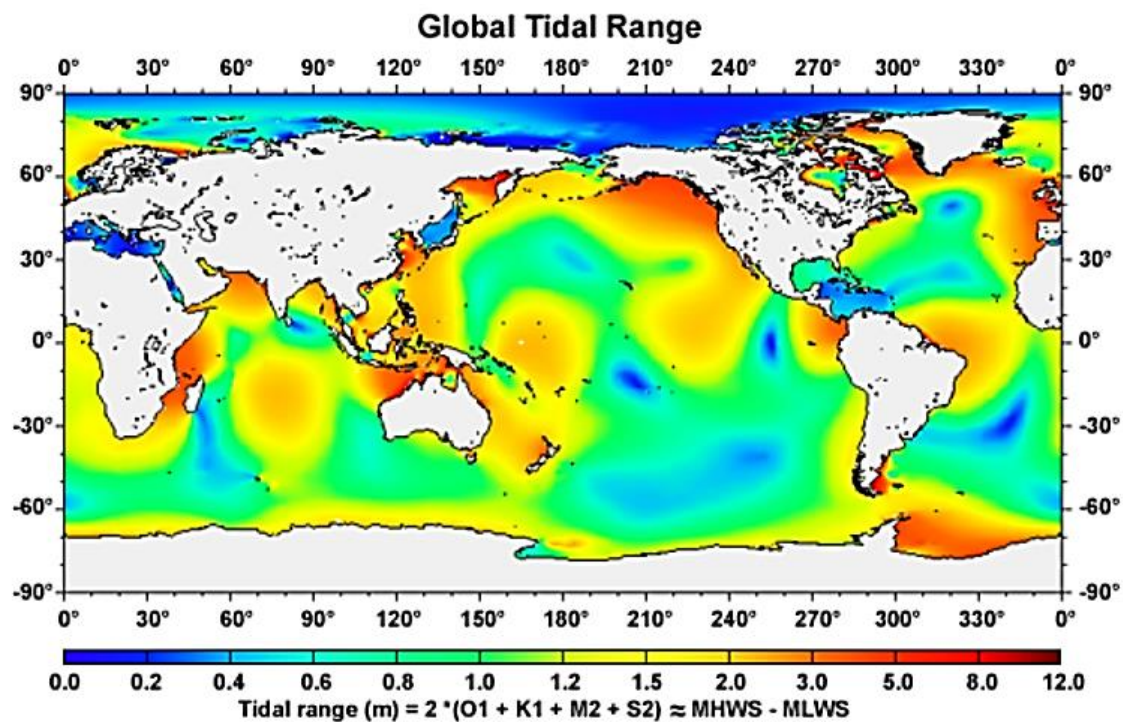 Global Tidal Range
0° 30° 60° 90° 120° 150° 180° 210° 240° 270° 300° 330° 0°
90° 90°
60° 60°
30° 30°
0° 0°
-30° -30°
-60° -60°
-90° -90°
0° 30° 60° 90° 120° 150° 180° 210° 240° 270° 300° 330° 0°
0.0 0.2 0.4 0.6 0.8 1.0 1.2 1.5 2.0 3.0 5.0 8.0 12.0
Tidal range (m) = 2 *(O1 + K1 + M2 + S2) ≈ MHWS - MLWS